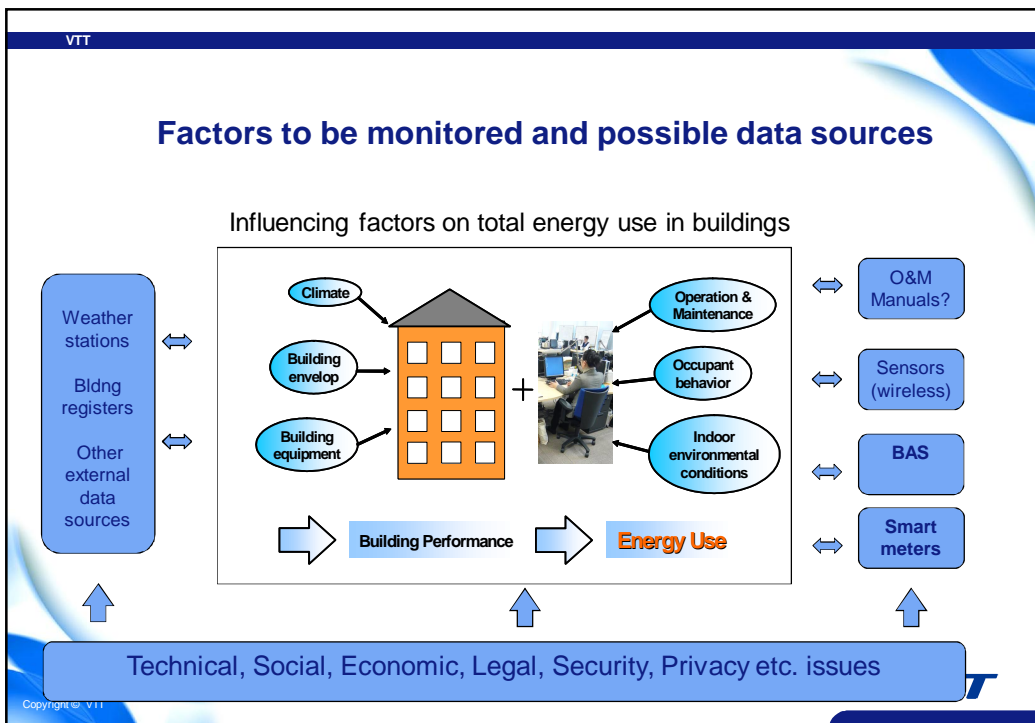 VTT
Factors to be monitored and possible data sources
Influencing factors on total energy use in buildings
Weather
stations
Bldng
registers
Other
external
data
sources
Climate
Building
envelop
Building
equipment
+
Operation &
Maintenance
Occupant
behavior
Indoor
environmental
conditions
Building Performance
Energy Use
O&M
Manuals?
Sensors
(wireless)
BAS
Smart
meters
Technical, Social, Economic, Legal, Security, Privacy etc. issues
Copyright © VTT